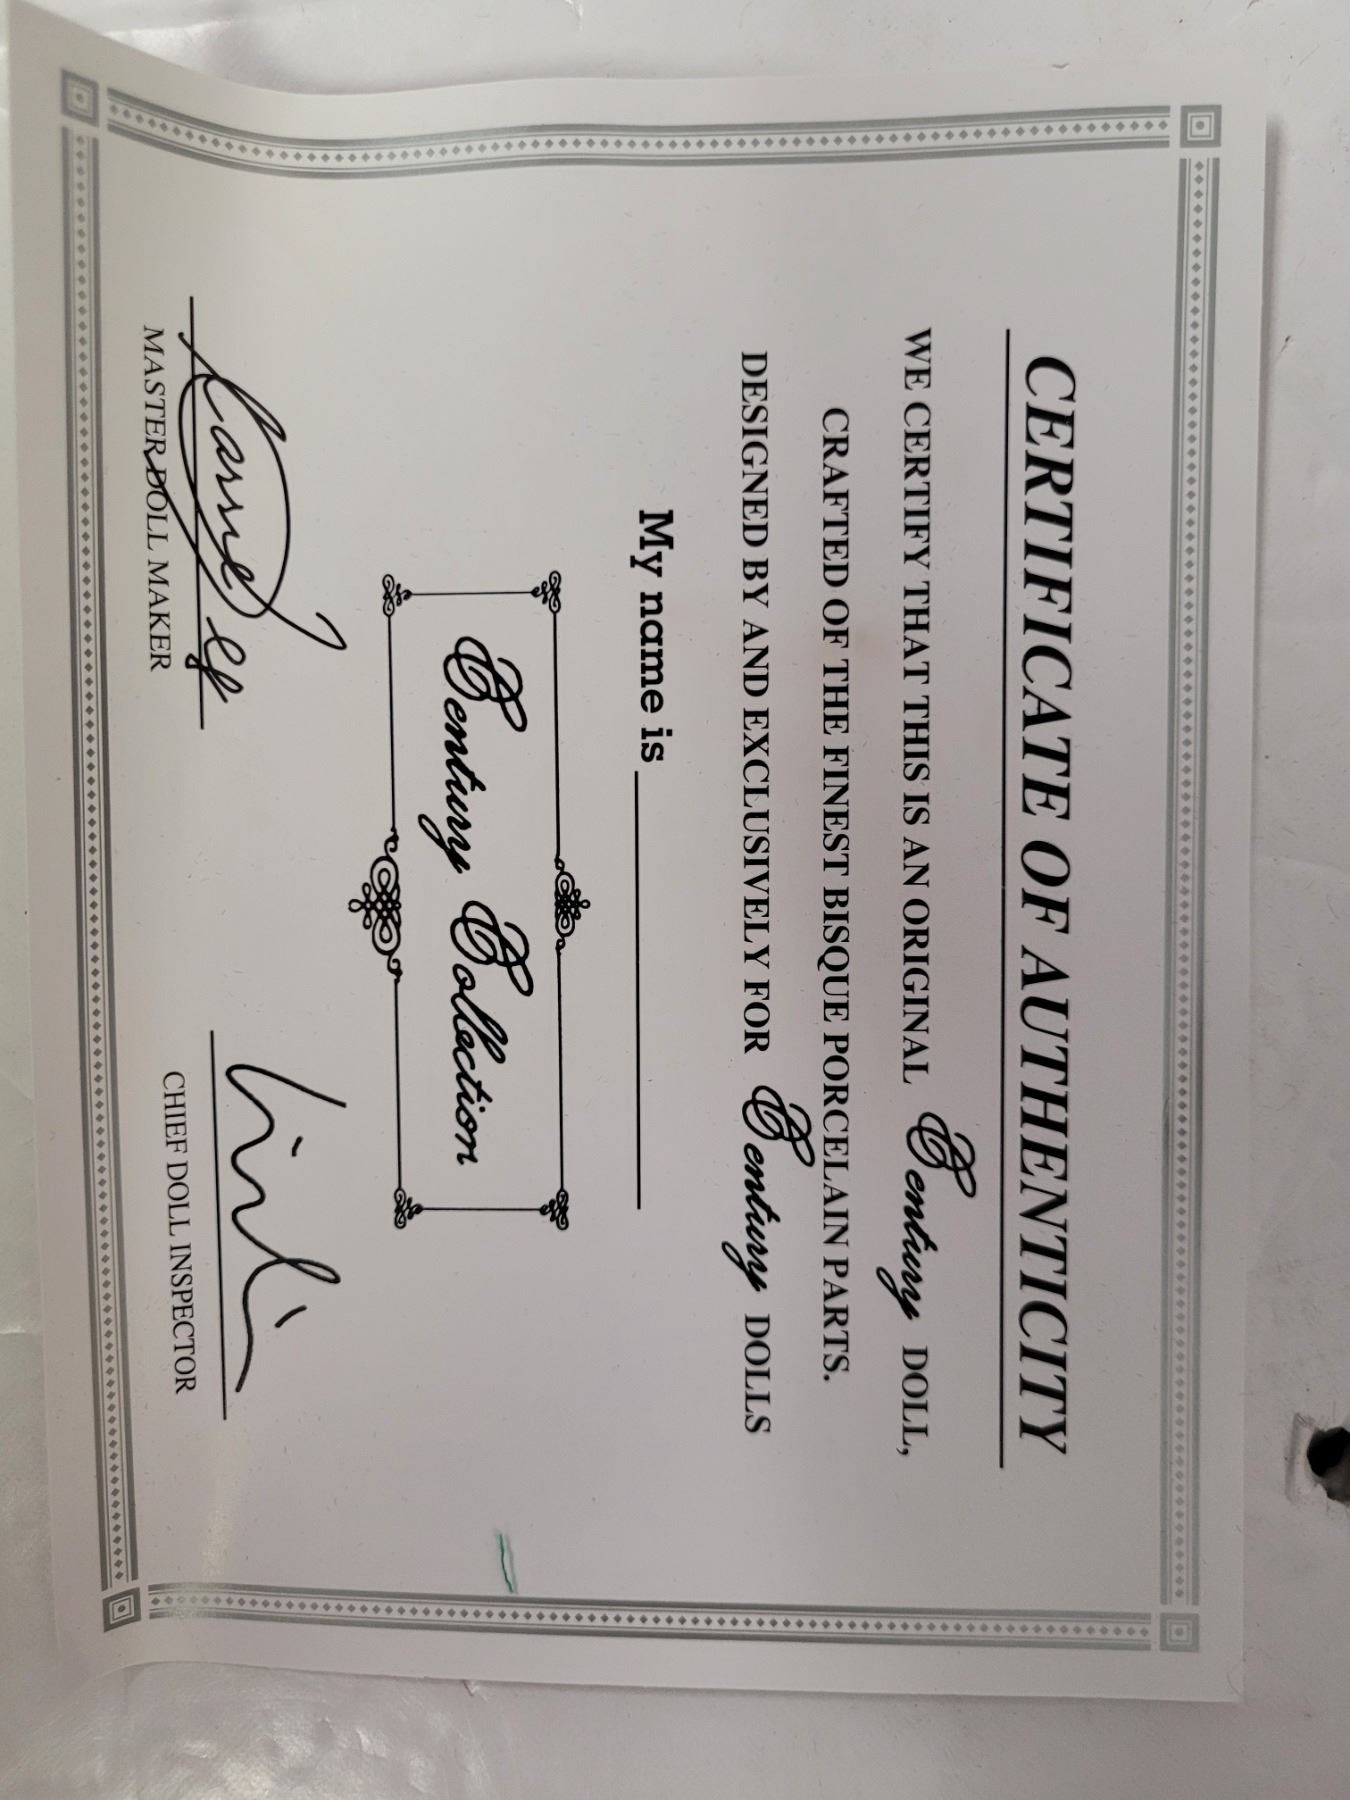 CERTIFICATE OF AUTHENTICITY
WE CERTIFY THAT THIS IS AN ORIGINAL Century DOLL,
CRAFTED OF THE FINEST BISQUE PORCELAIN PARTS.
DESIGNED BY AND EXCLUSIVELY FOR Century DOLLS
My name is
Century Collection
MASTER DOLL MAKER
CHIEF DOLL INSPECTOR